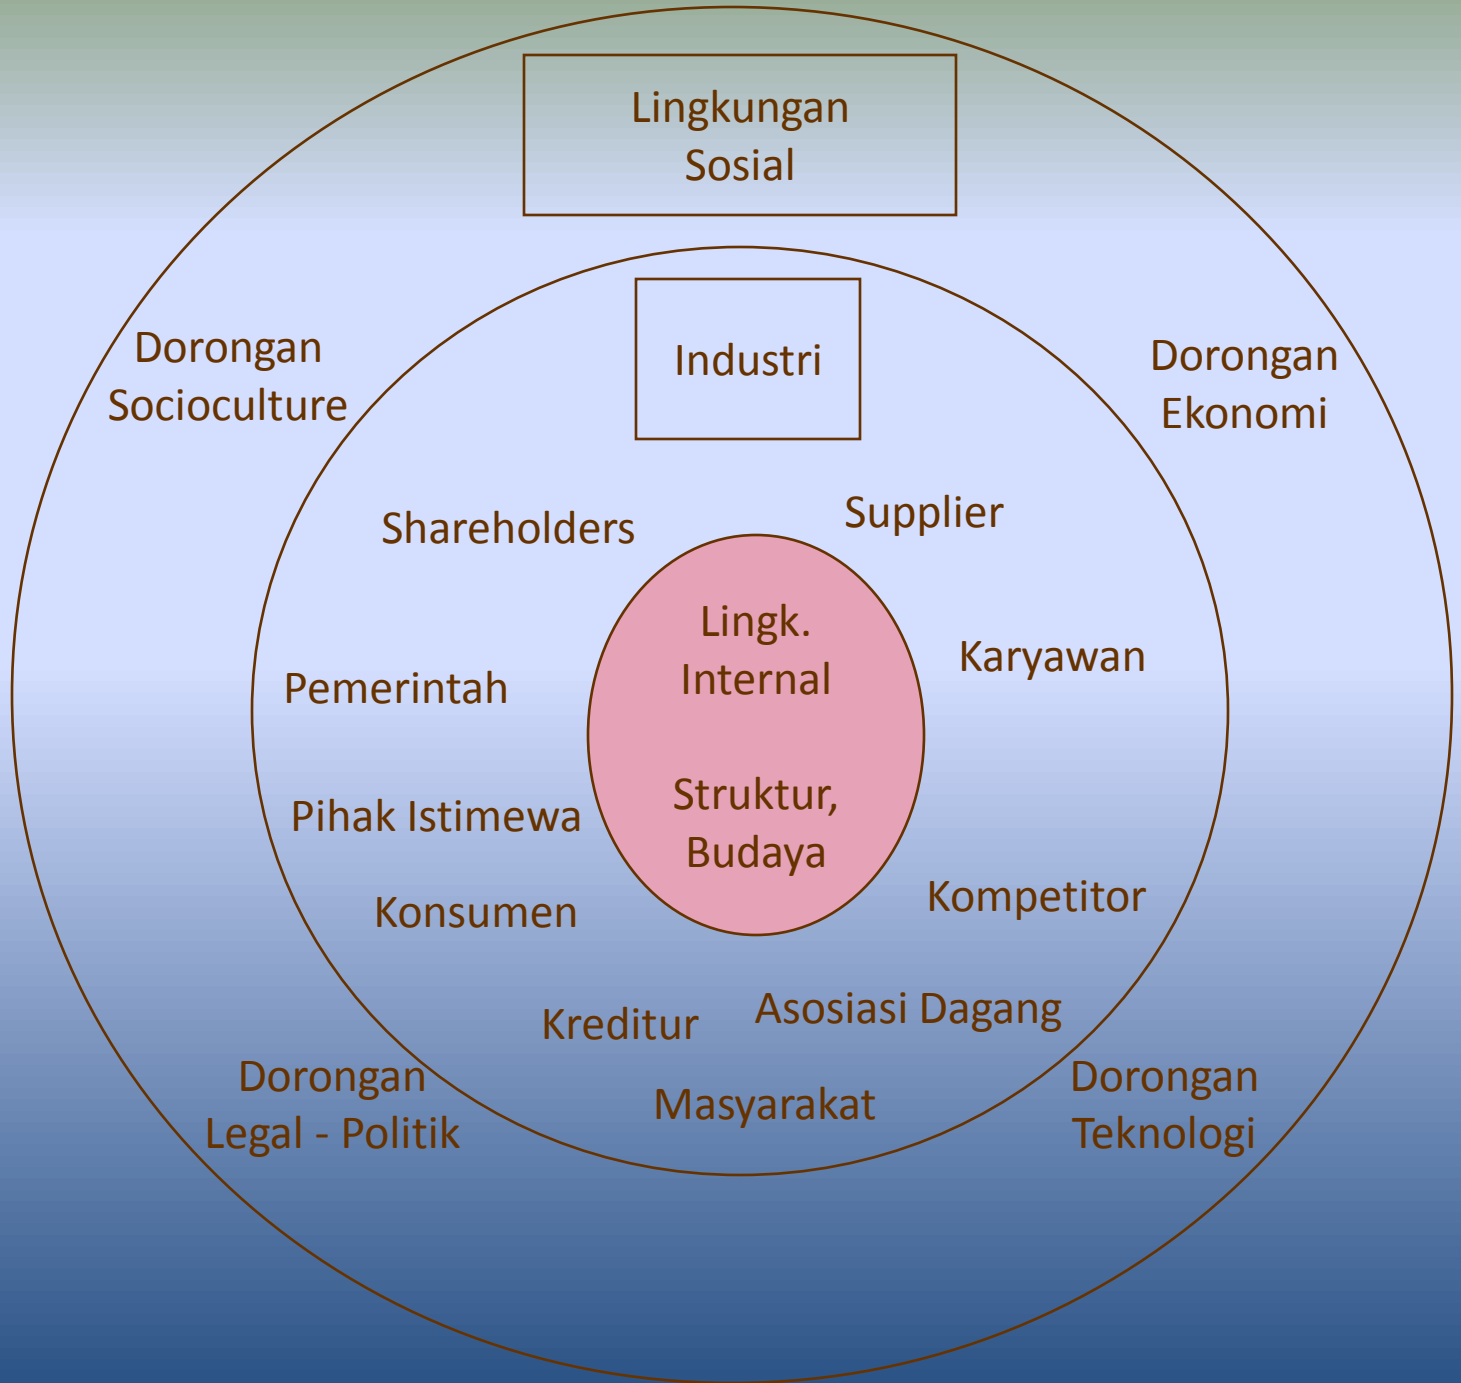 Lingkungan
Sosial
Industri
Dorongan
Socioculture
Dorongan
Ekonomi
Shareholders
Supplier
Lingk.
Internal
Karyawan
Pemerintah
Struktur,
Budaya
Pihak Istimewa
Kompetitor
Konsumen
Kreditur
Asosiasi Dagang
Dorongan
Legal - Politik
Masyarakat
Dorongan
Teknologi